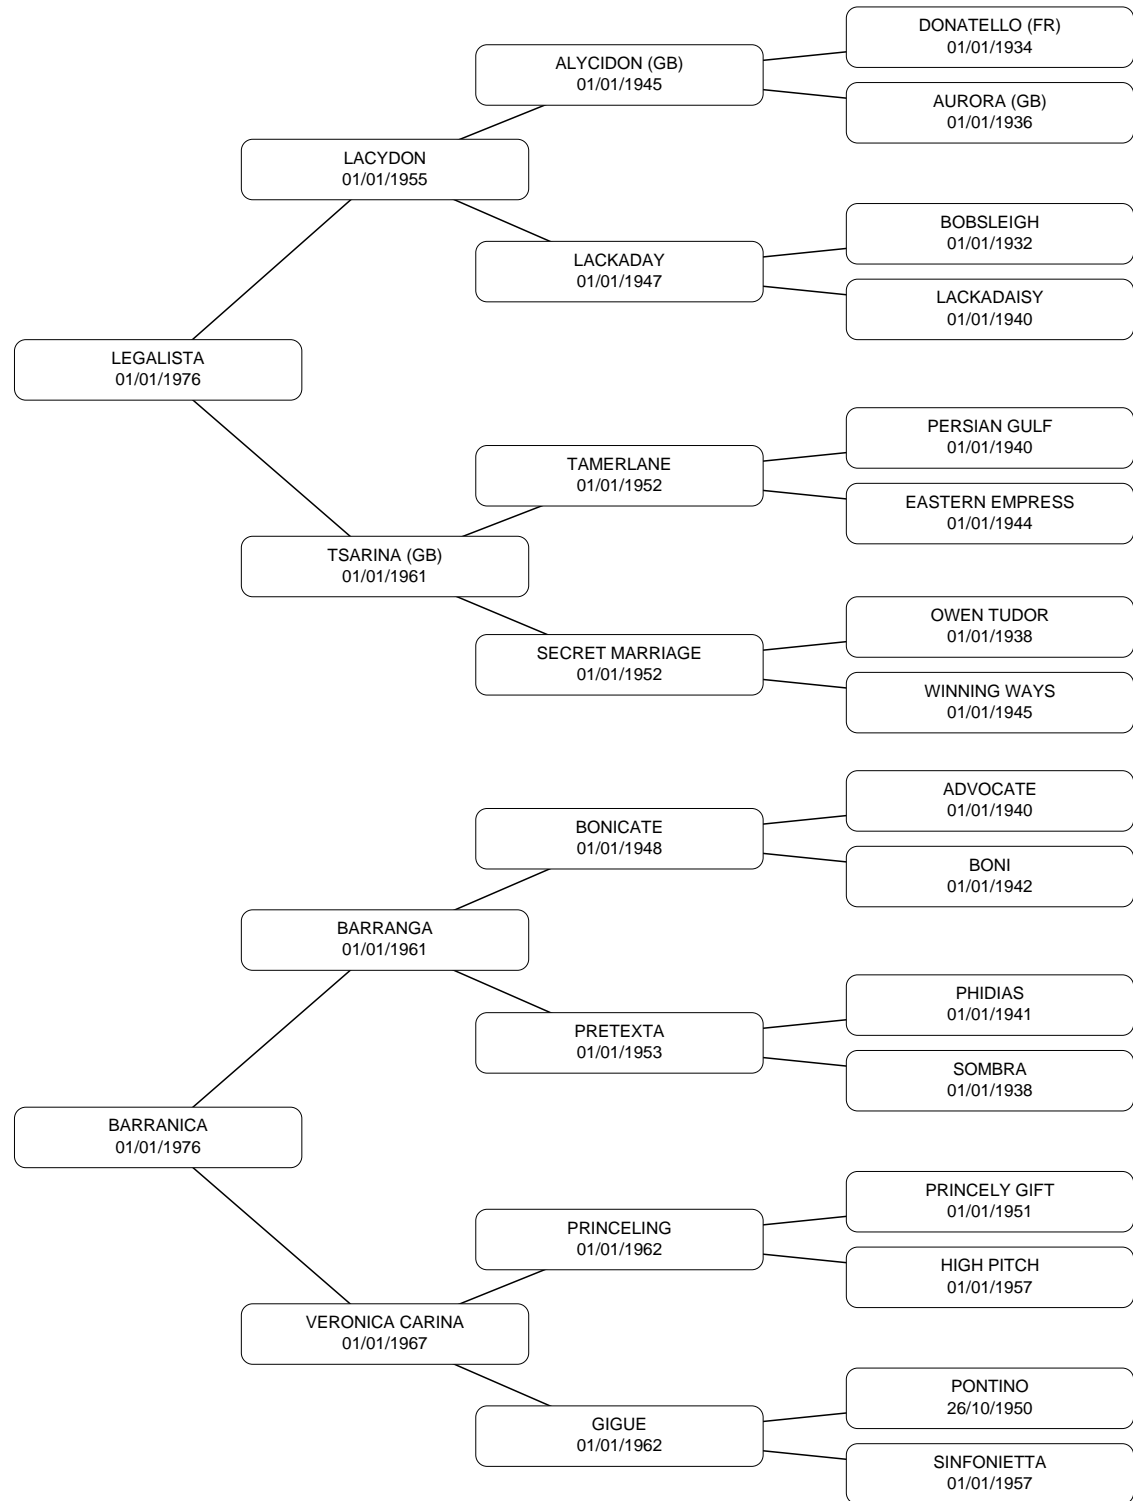 DONATELLO (FR)
01/01/1934
ALYCIDON (GB)
01/01/1945
AURORA (GB)
01/01/1936
LACYDON
01/01/1955
BOBSLEIGH
01/01/1932
LACKADAY
01/01/1947
LACKADAISY
01/01/1940
LEGALISTA
01/01/1976
PERSIAN GULF
01/01/1940
TAMERLANE
01/01/1952
EASTERN EMPRESS
01/01/1944
TSARINA (GB)
01/01/1961
OWEN TUDOR
01/01/1938
SECRET MARRIAGE
01/01/1952
WINNING WAYS
01/01/1945
ADVOCATE
01/01/1940
BONICATE
01/01/1948
BONI
01/01/1942
BARRANGA
01/01/1961
PHIDIAS
01/01/1941
PRETEXTA
01/01/1953
SOMBRA
01/01/1938
BARRANICA
01/01/1976
PRINCELY GIFT
01/01/1951
PRINCELING
01/01/1962
HIGH PITCH
01/01/1957
VERONICA CARINA
01/01/1967
PONTINO
26/10/1950
GIGUE
01/01/1962
SINFONIETTA
01/01/1957